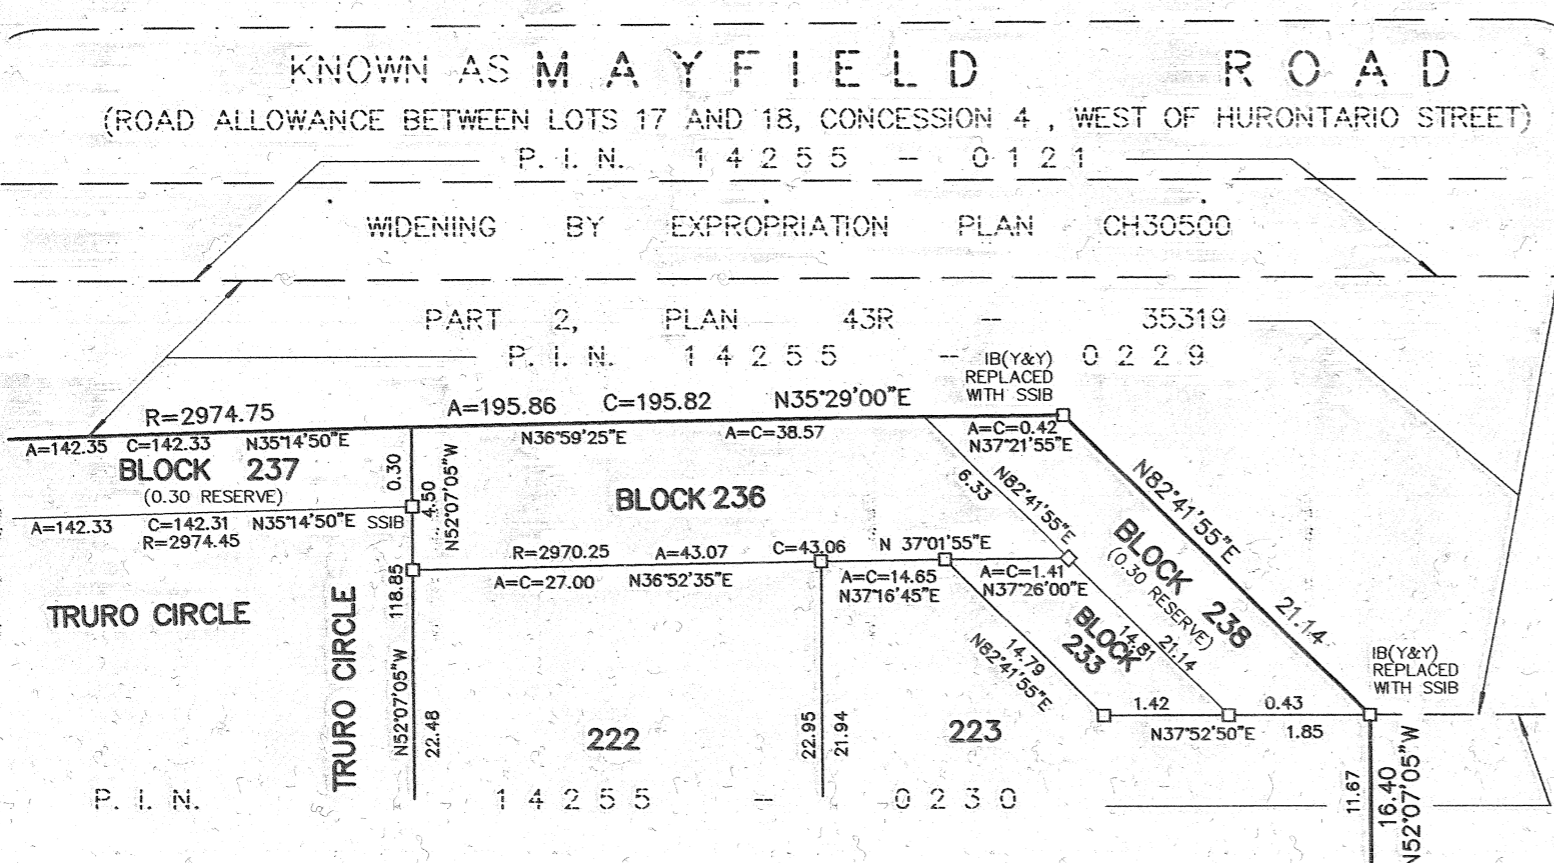 KNOWN AS MAYFIELD ROAD
(ROAD ALLOWANCE BETWEEN LOTS 17 AND 18, CONCESSION 4 , WEST OF HURONTARIO STREET)
P. I. N. 14255 - 0121
WIDENING BY EXPROPRIATION PLAN CH30500
PART 2, PLAN 43R - 35319
P. I. N. 14255 - 0229
IB(Y&Y)
REPLACED
WITH SSIB
R=2974.75
A=195.86 C=195.82 N35°29'00"E
A=142.35 C=142.33 N35°14'50"E
BLOCK 237
(0.30 RESERVE)
A=142.33 C=142.31 N35°14'50"E SSIB
R=2974.45
0.30
4.50
N52°07'05"W
N36°59'25"E A=C=38.57
A=C=0.42
N37°21'55"E
BLOCK 236
6.33
N82°41'55"E
N82°41'55"E
21.14
BLOCK 238
(0.30 RESERVE)
R=2970.25 A=43.07 C=43.06 N 37°01'55"E
A=C=27.00 N36°52'35"E
A=C=14.65
N37°16'45"E
A=C=1.41
N37°26'00"E
BLOCK
233
14.81
21.14
14.79
N82°41'55"E
TRURO CIRCLE
TRURO CIRCLE
118.85
N52°07'05"W
22.48
222
22.95
21.94
223
1.42
0.43
N37°52'50"E 1.85
IB(Y&Y)
REPLACED
WITH SSIB
11.67
16.40
N52°07'05"W
P. I. N. 14255 - 0230